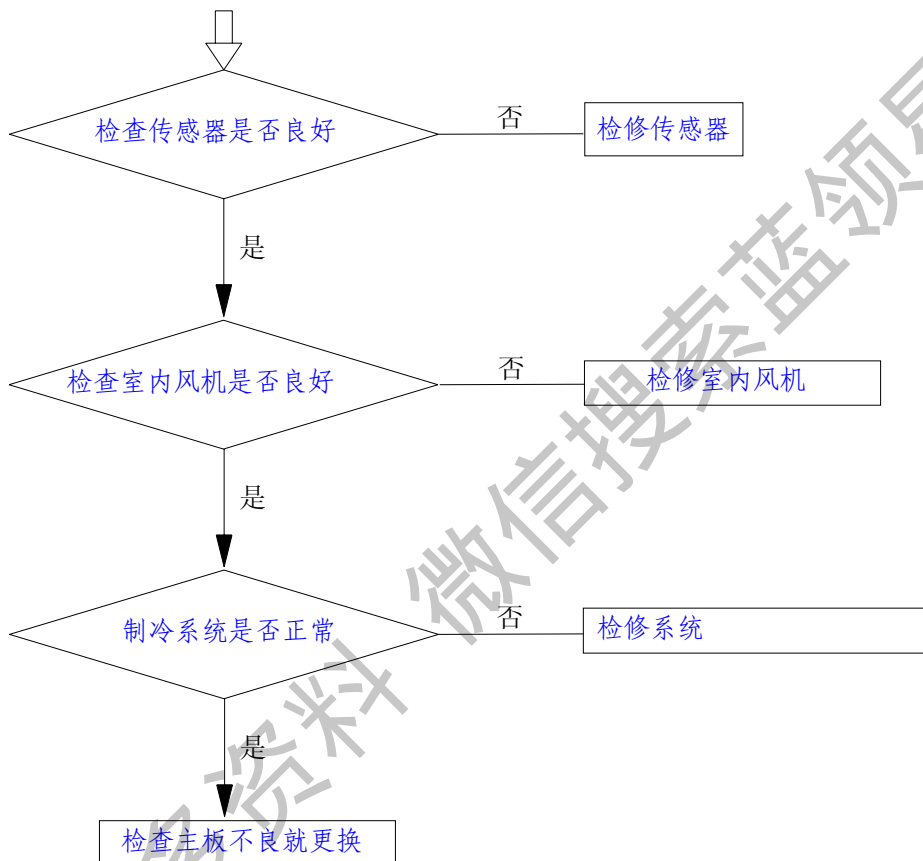 检查传感器是否良好
否
检修传感器
是
检查室内风机是否良好
否
检修室内风机
是
制冷系统是否正常
否
检修系统
是
检查主板不良就更换
多资料 微信搜索蓝领